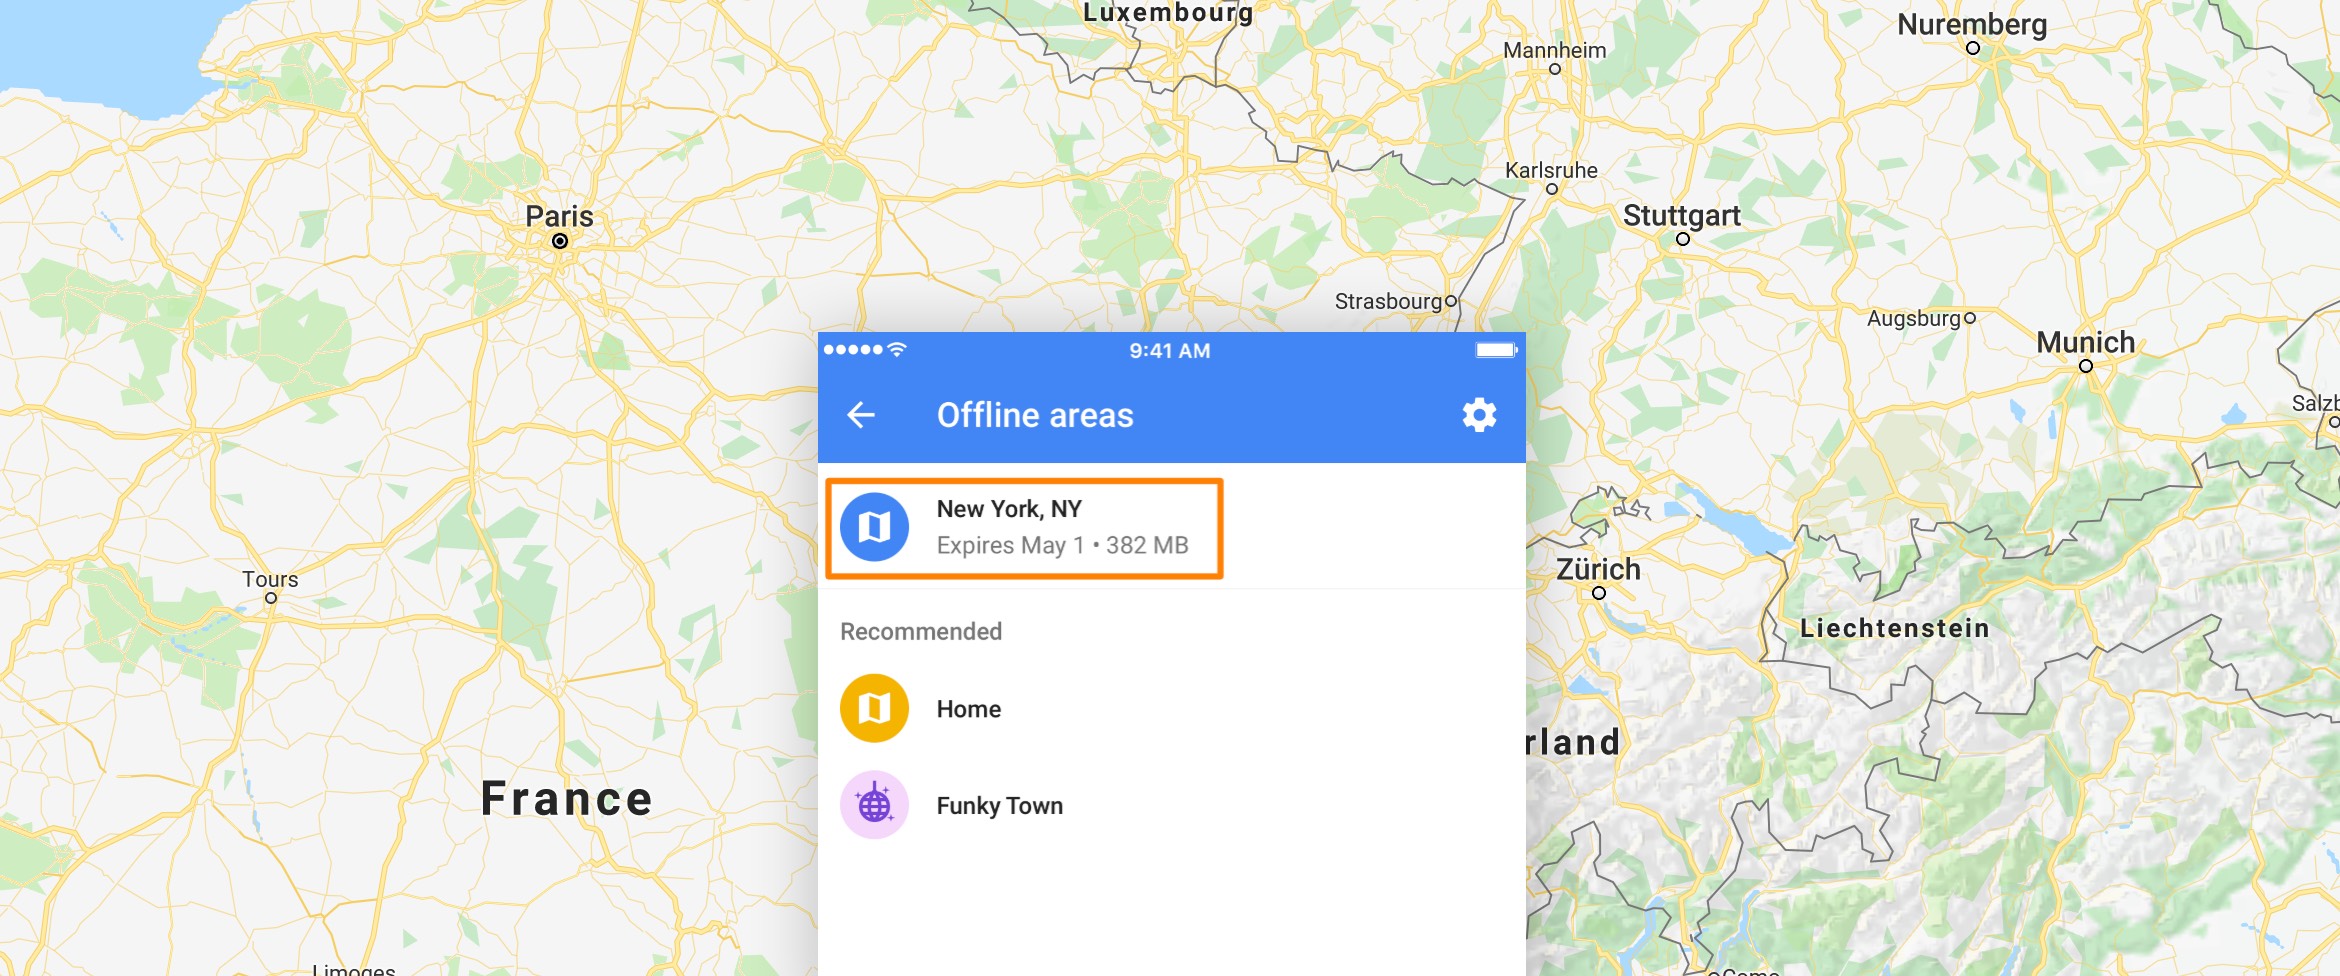 Luxembourg
Nuremberg
Mannheim
Karlsruhe
Paris
Stuttgart
Strasbourg
Augsburg
Munich
9:41 AM
Offline areas
New York, NY
Expires May 1 • 382 MB
Zürich
Tours
Liechtenstein
Recommended
Home
rland
France
Funky Town
Limoges
Como
Salzb